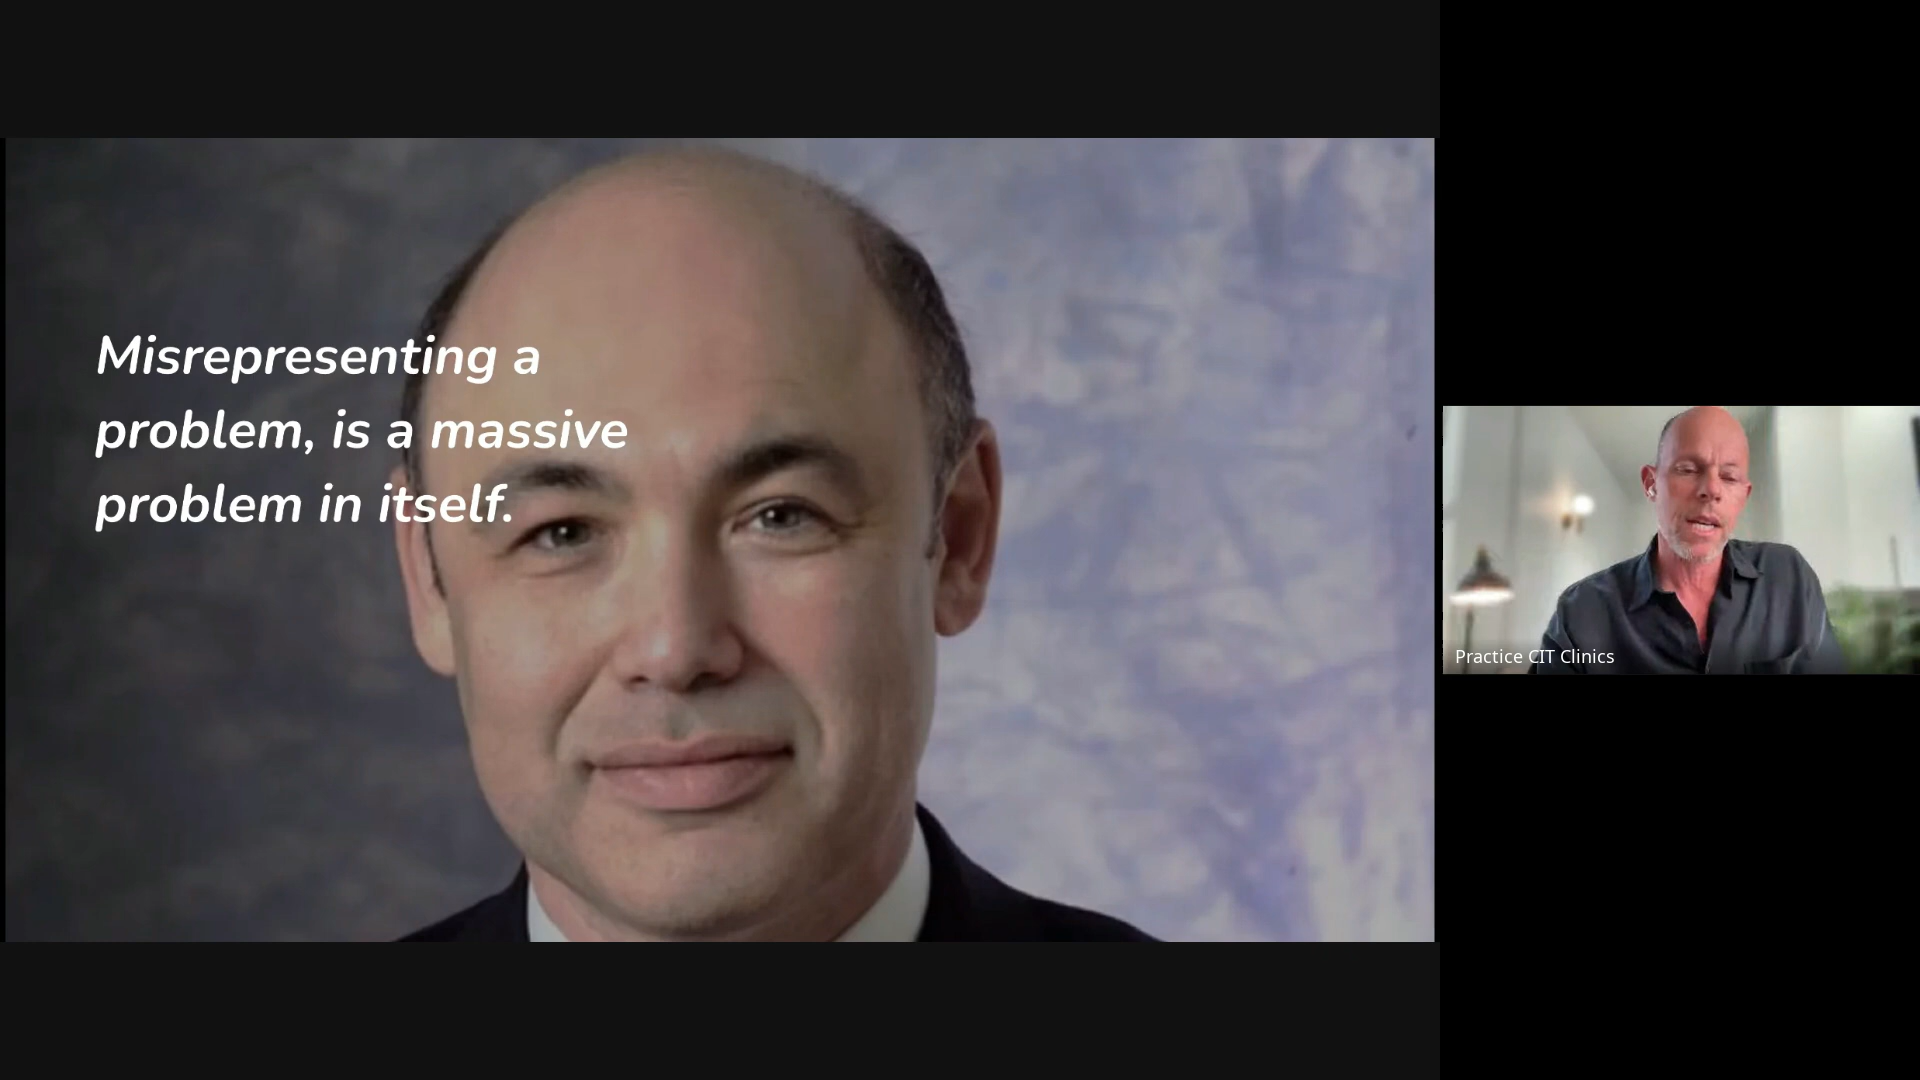 Misrepresenting a
problem, is a massive
problem in itself.
Practice CIT Clinics